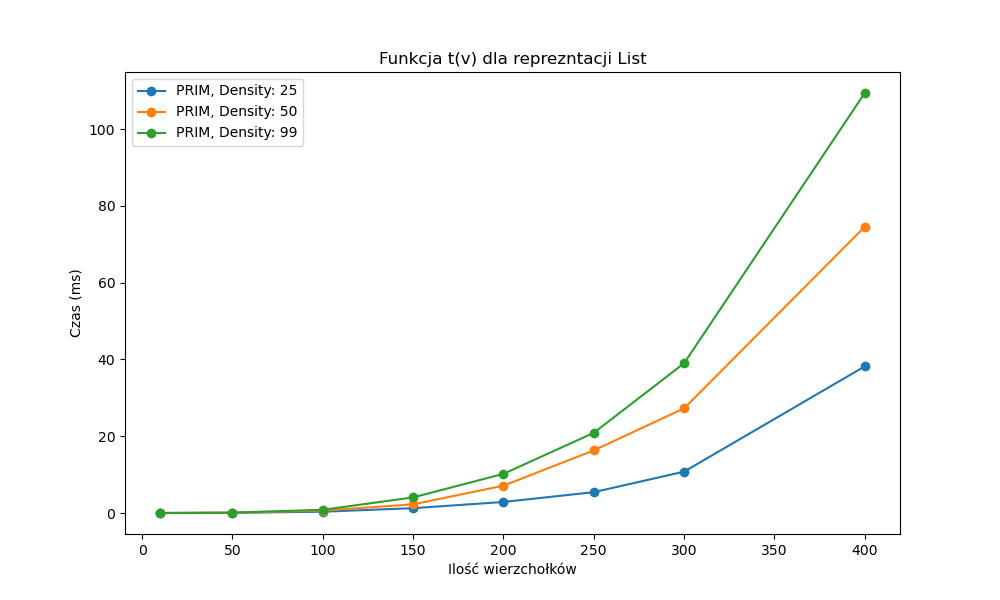 Funkcja t(v) dla reprezntacji List
PRIM, Density: 25
PRIM, Density: 50
PRIM, Density: 99
100
80
60
40
20
0
Czas (ms)
0 50 100 150 200 250 300 350 400
Ilość wierzchołków